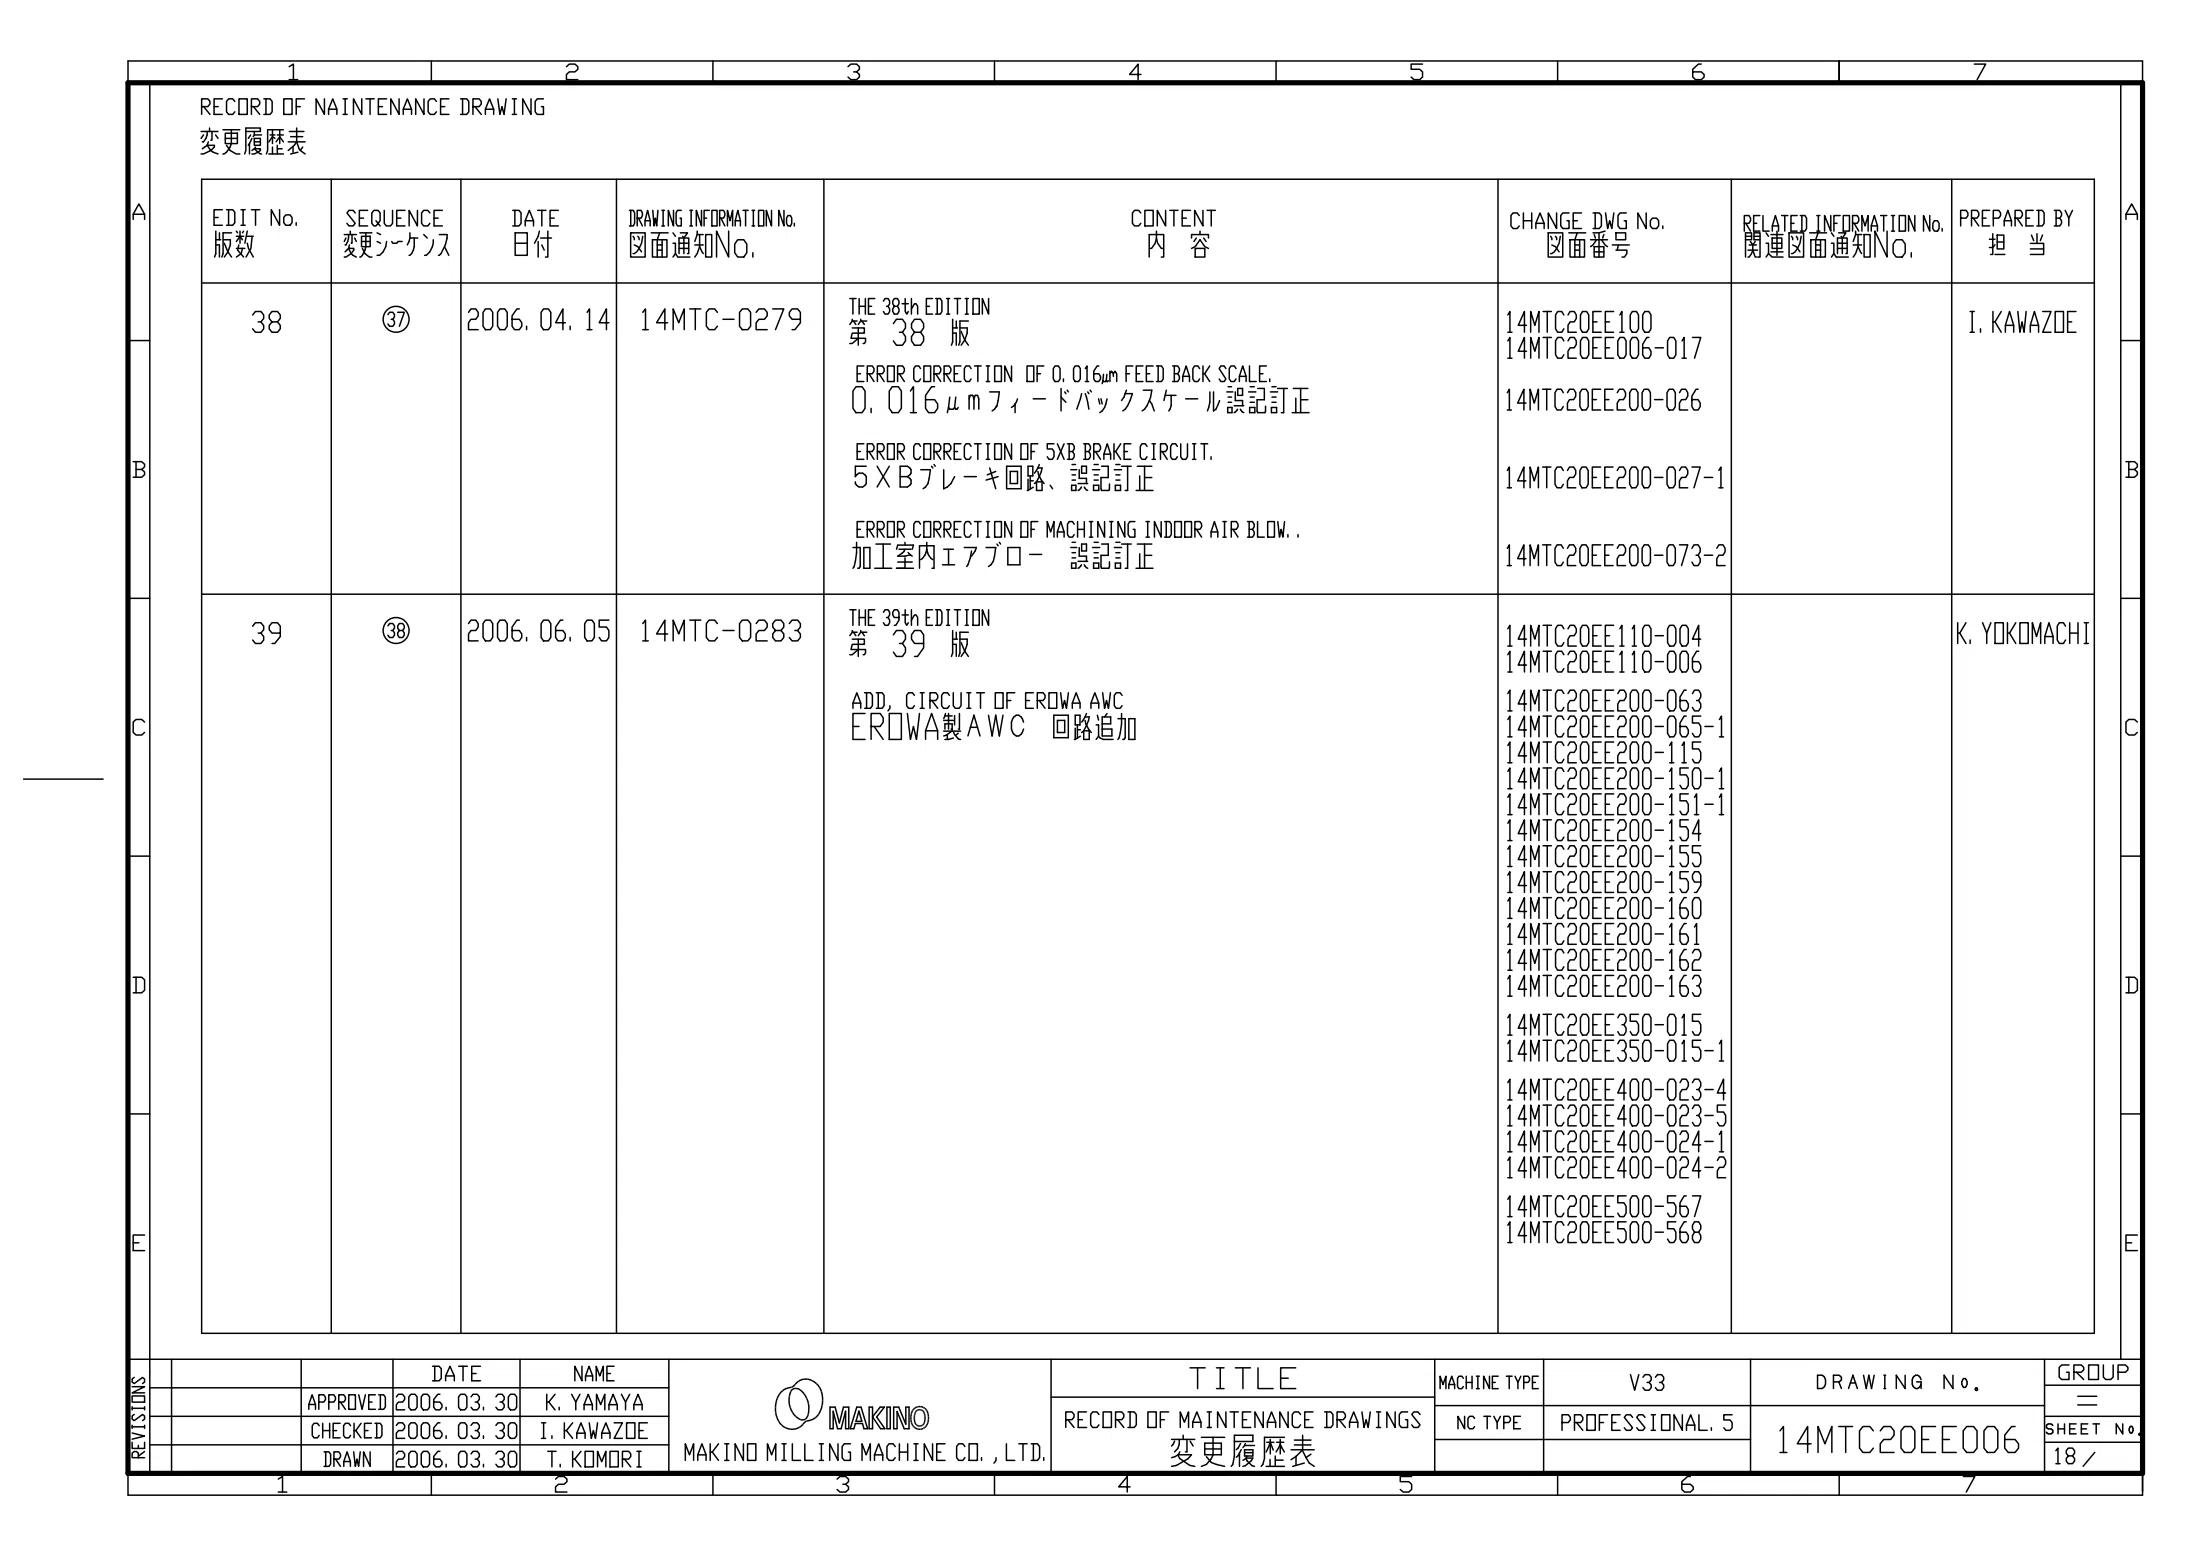 1 2 3 4 5 6 7
RECORD OF NAINTENANCE DRAWING
変更履歴表
A A
EDIT No. SEQUENCE DATE DRAWING INFORMATION No. CONTENT CHANGE DWG No. RELATED INFORMATION No. PREPARED BY
版数 変更シーケンス 日付 図面通知No. 内 容 図面番号 関連図面通知No. 担 当
THE 38th EDITION
38 37 2006.04.14 14MTC-0279 第 38 版 14MTC20EE100 I. KAWAZOE
14MTC20EE006-017
ERROR CORRECTION OF 0.016μm FEED BACK SCALE.
0.016μmフィードバックスケール誤記訂正 14MTC20EE200-026
ERROR CORRECTION OF 5XB BRAKE CIRCUIT.
B 5XBブレーキ回路、誤記訂正 14MTC20EE200-027-1 B
ERROR CORRECTION OF MACHINING INDOOR AIR BLOW..
加工室内エアブロー 誤記訂正 14MTC20EE200-073-2
THE 39th EDITION
39 38 2006.06.05 14MTC-0283 第 39 版 14MTC20EE110-004 K. YOKOMACHI
14MTC20EE110-006
ADD, CIRCUIT OF EROWA AWC 14MTC20EE200-063
C EROWA製AWC 回路追加 14MTC20EE200-065-1 C
14MTC20EE200-115
14MTC20EE200-150-1
14MTC20EE200-151-1
14MTC20EE200-154
14MTC20EE200-155
14MTC20EE200-159
14MTC20EE200-160
14MTC20EE200-161
14MTC20EE200-162
D 14MTC20EE200-163 D
14MTC20EE350-015
14MTC20EE350-015-1
14MTC20EE400-023-4
14MTC20EE400-023-5
14MTC20EE400-024-1
14MTC20EE400-024-2
14MTC20EE500-567
14MTC20EE500-568
E E
REVISIONS
DATE NAME
APPROVED 2006.03.30 K. YAMAYA
CHECKED 2006.03.30 I. KAWAZOE
DRAWN 2006.03.30 T. KOMORI
MAKINO
MAKINO MILLING MACHINE CO., LTD.
TITLE
RECORD OF MAINTENANCE DRAWINGS
変更履歴表
MACHINE TYPE V33
NC TYPE PROFESSIONAL.5
DRAWING No.
14MTC20EE006
GROUP
=
SHEET No.
18/
1 2 3 4 5 6 7